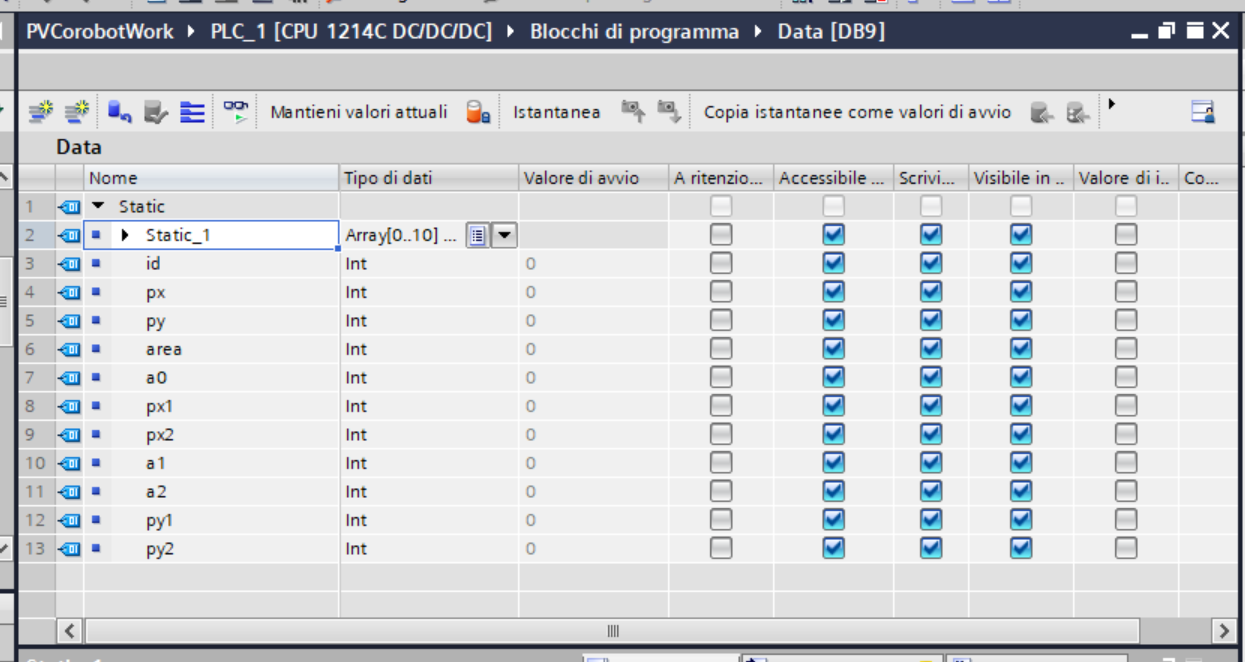 PVCorobotWork ▸ PLC_1 [CPU 1214C DC/DC/DC] ▸ Blocchi di programma ▸ Data [DB9]
Mantieni valori attuali Istantanea Copia istantanee come valori di avvio
Data
Nome Tipo di dati Valore di avvio A ritenzio... Accessibile ... Scrivi... Visibile in .. Valore di i.. Co...
1 Static
2 Static_1 Array[0..10] ...
3 id Int 0
4 px Int 0
5 py Int 0
6 area Int 0
7 a0 Int 0
8 px1 Int 0
9 px2 Int 0
10 a1 Int 0
11 a2 Int 0
12 py1 Int 0
13 py2 Int 0